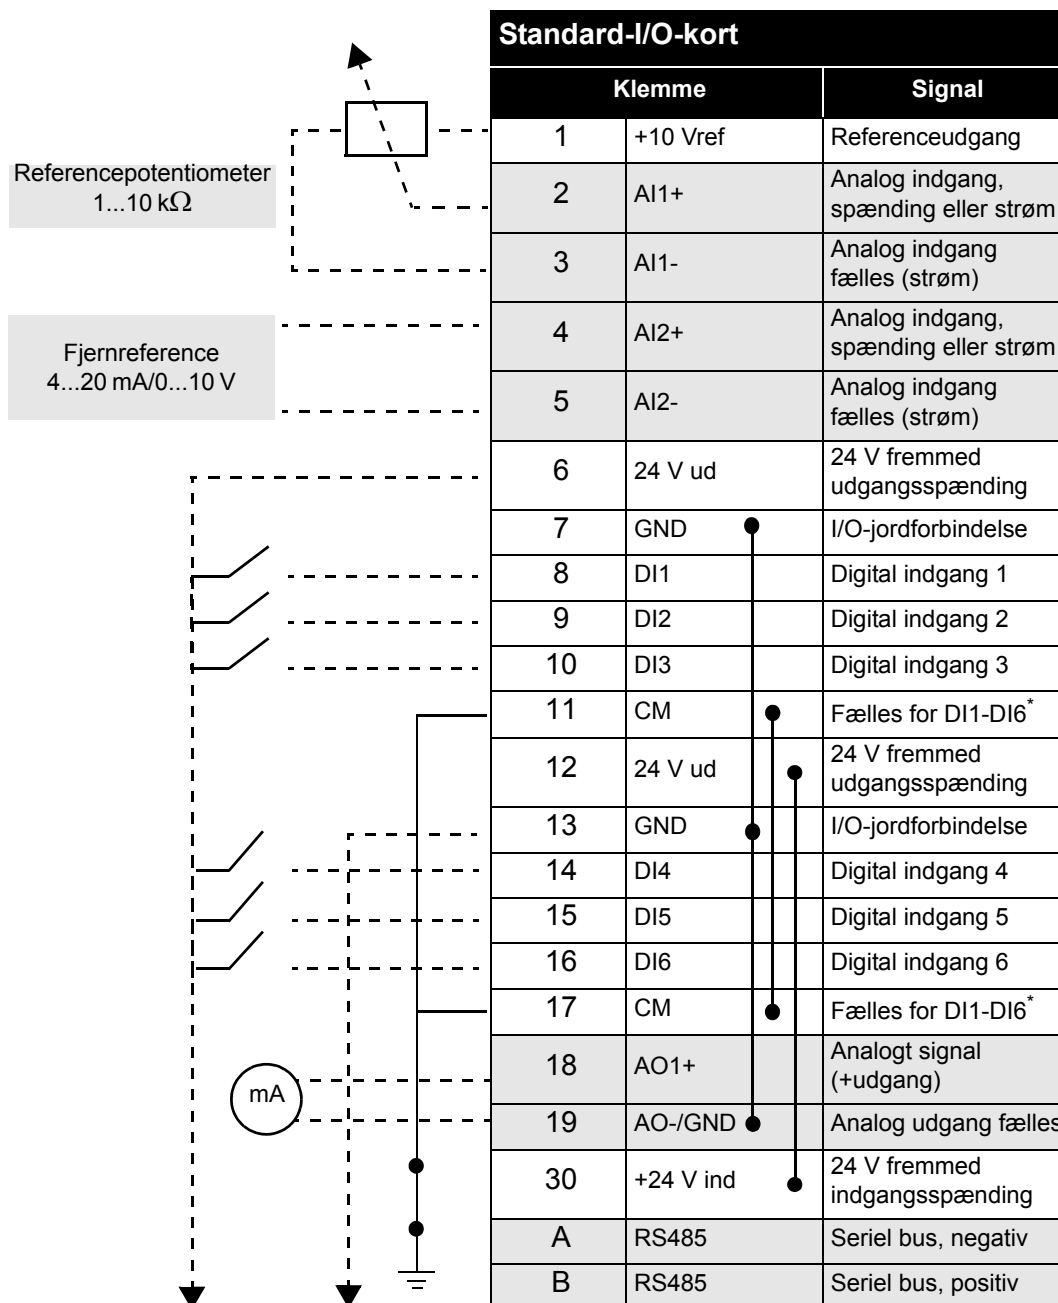 Standard-I/O-kort
Klemme Signal
Referencepotentiometer
1...10 kΩ
1 +10 Vref Referenceudgang
2 AI1+ Analog indgang,
spænding eller strøm
3 AI1- Analog indgang
fælles (strøm)
Fjernreference
4...20 mA/0...10 V
4 AI2+ Analog indgang,
spænding eller strøm
5 AI2- Analog indgang
fælles (strøm)
6 24 V ud 24 V fremmed
udgangsspænding
7 GND I/O-jordforbindelse
8 DI1 Digital indgang 1
9 DI2 Digital indgang 2
10 DI3 Digital indgang 3
11 CM Fælles for DI1-DI6*
12 24 V ud 24 V fremmed
udgangsspænding
13 GND I/O-jordforbindelse
14 DI4 Digital indgang 4
15 DI5 Digital indgang 5
16 DI6 Digital indgang 6
17 CM Fælles for DI1-DI6*
mA
18 AO1+ Analogt signal
(+udgang)
19 AO-/GND Analog udgang fælles
30 +24 V ind 24 V fremmed
indgangsspænding
A RS485 Seriel bus, negativ
B RS485 Seriel bus, positiv